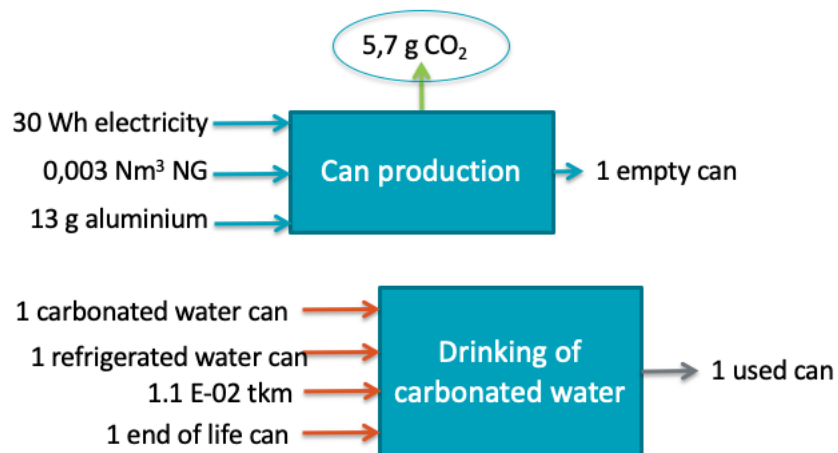 5,7 g CO₂
30 Wh electricity
0,003 Nm³ NG
13 g aluminium
Can production
1 empty can
1 carbonated water can
1 refrigerated water can
1.1 E-02 tkm
1 end of life can
Drinking of
carbonated water
1 used can